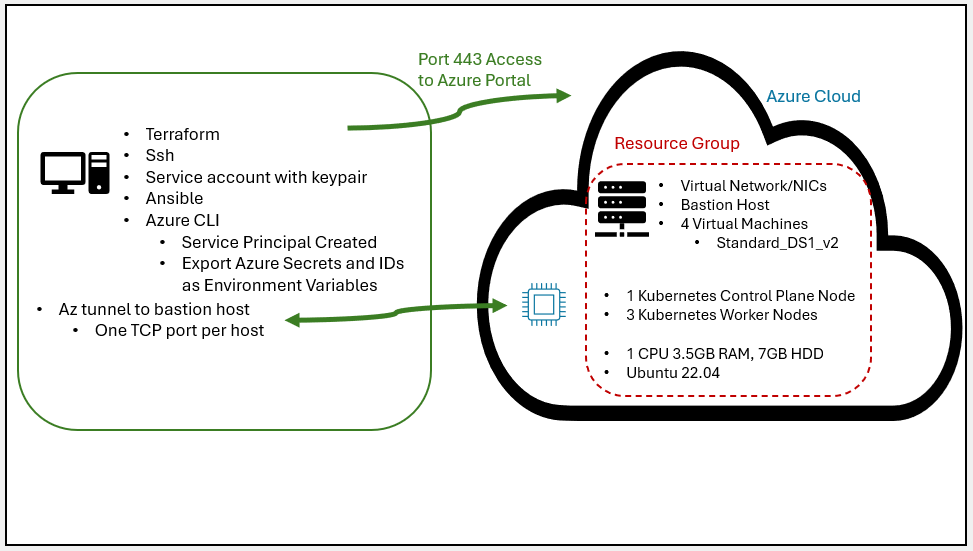 Port 443 Access
to Azure Portal
• Terraform
• Ssh
• Service account with keypair
• Ansible
• Azure CLI
• Service Principal Created
• Export Azure Secrets and IDs
as Environment Variables
• Az tunnel to bastion host
• One TCP port per host
Azure Cloud
Resource Group
• Virtual Network/NICs
• Bastion Host
• 4 Virtual Machines
• Standard_DS1_v2
• 1 Kubernetes Control Plane Node
• 3 Kubernetes Worker Nodes
• 1 CPU 3.5GB RAM, 7GB HDD
• Ubuntu 22.04